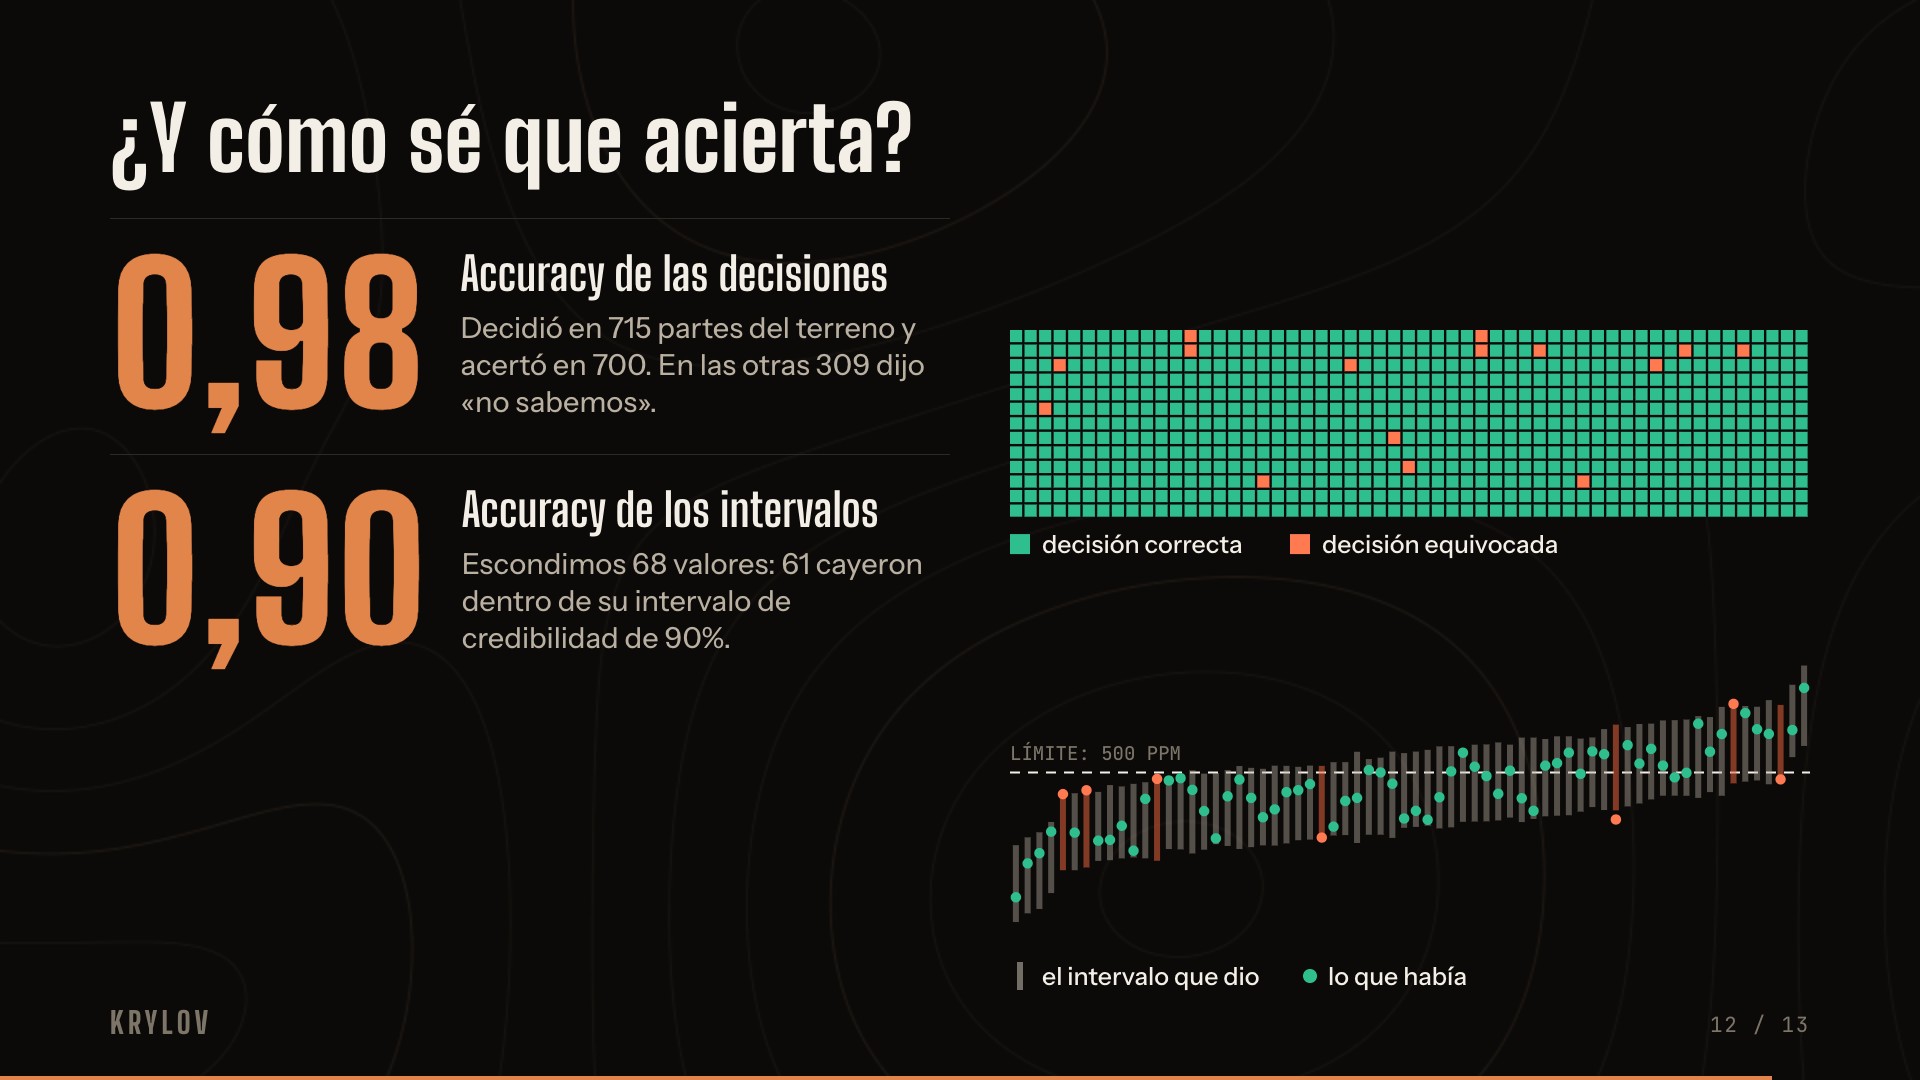 ¿Y cómo sé que acierta?
0,98
Accuracy de las decisiones
Decidió en 715 partes del terreno y
acertó en 700. En las otras 309 dijo
«no sabemos».
0,90
Accuracy de los intervalos
Escondimos 68 valores: 61 cayeron
dentro de su intervalo de
credibilidad de 90%.
decisión correcta
decisión equivocada
LÍMITE: 500 PPM
el intervalo que dio
lo que había
KRYLOV
12 / 13